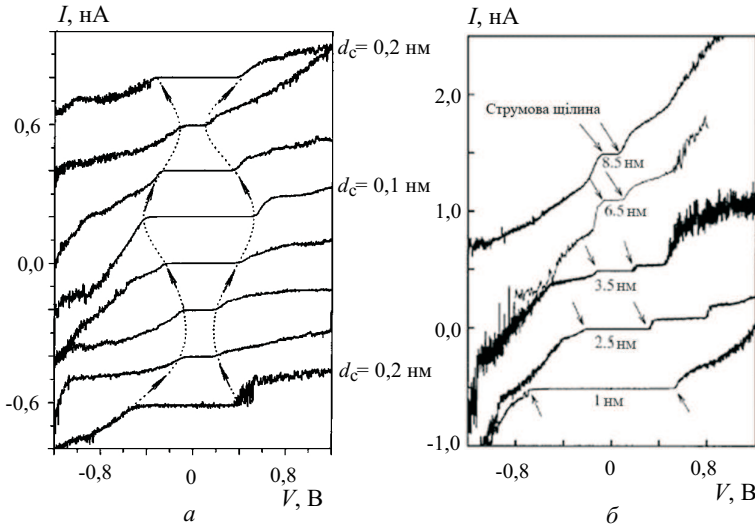 I, нА
d_c= 0,2 нм
0,6
d_c= 0,1 нм
0,0
-0,6
d_c= 0,2 нм
-0,8
0
0,8
V, В
а
I, нА
2,0
Струмова щілина
8.5 нм
6.5 нм
1,0
3.5 нм
0,0
2.5 нм
1 нм
-1,0
-0,8
0
0,8
V, В
б